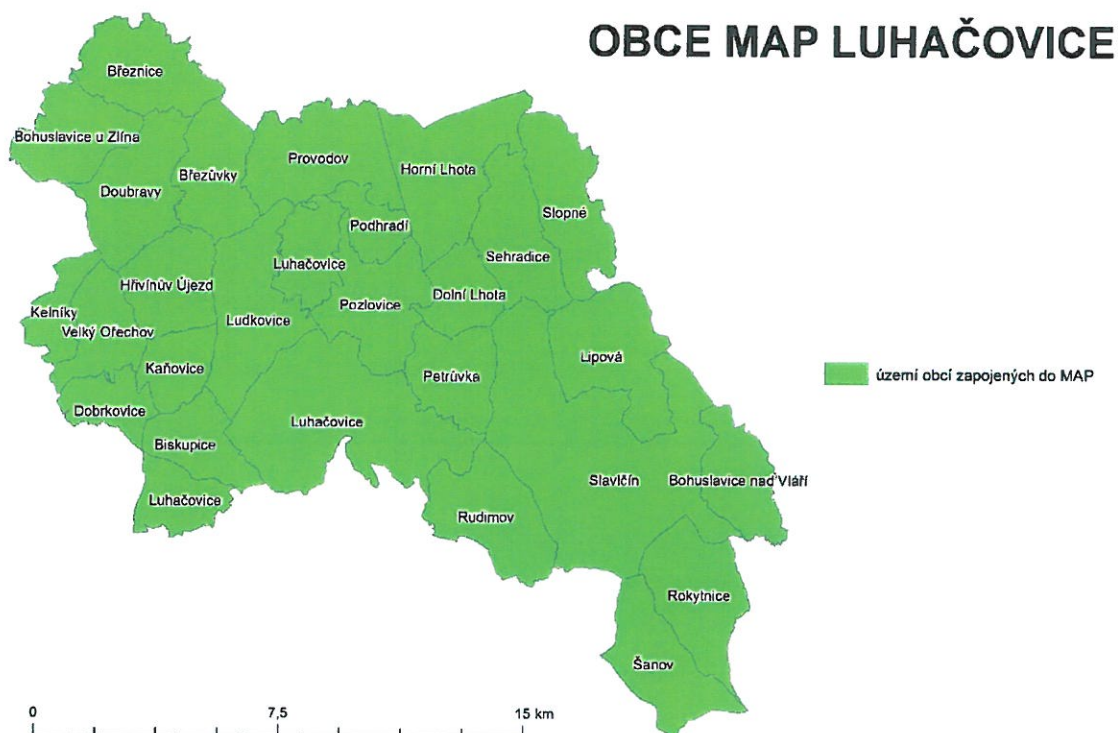 OBCE MAP LUHAČOVICE
Březnice
Bohuslavice u Zlína
Provodov
Březůvky
Horní Lhota
Doubravy
Slopné
Podhradí
Sehradice
Luhačovice
Hřivínův Újezd
Dolní Lhota
Pozlovice
Kelníky
Ludkovice
Velký Ořechov
Lipová
Kaňovice
Petrůvka
území obcí zapojených do MAP
Dobrkovice
Luhačovice
Biskupice
Slavičín
Bohuslavice nad Vláří
Luhačovice
Rudimov
Rokytnice
Šanov
0 7,5 15 km